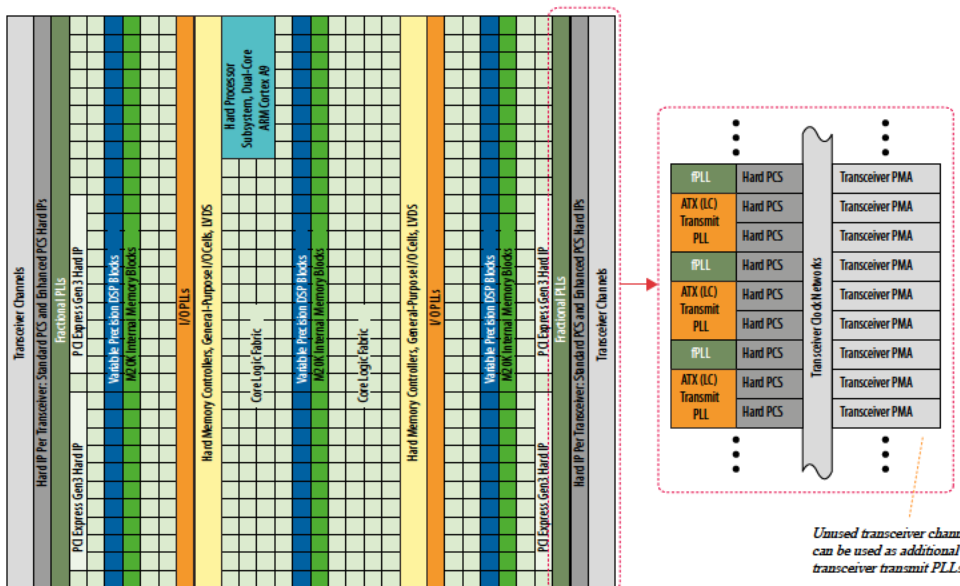 Transceiver Channels
Hard IP Per Transceiver: Standard PCS and Enhanced PCS Hard IPs
Fractional PLLs
PCI Express Gen3 Hard IP
PCI Express Gen3 Hard IP
Variable Precision DSP Blocks
M20K Internal Memory Blocks
I/O PLLs
Hard Memory Controllers, General-Purpose I/O Cells, LVDS
Hard Processor
Subsystem, Dual-Core
ARM Cortex A9
Core Logic Fabric
Variable Precision DSP Blocks
M20K Internal Memory Blocks
Core Logic Fabric
Hard Memory Controllers, General-Purpose I/O Cells, LVDS
I/O PLLs
Variable Precision DSP Blocks
M20K Internal Memory Blocks
PCI Express Gen3 Hard IP
PCI Express Gen3 Hard IP
Fractional PLLs
Hard IP Per Transceiver: Standard PCS and Enhanced PCS Hard IPs
Transceiver Channels
fPLL
Hard PCS
Transceiver PMA
ATX (LC)
Transmit
PLL
Hard PCS
Transceiver PMA
Hard PCS
Transceiver PMA
fPLL
Hard PCS
Transceiver PMA
ATX (LC)
Transmit
PLL
Hard PCS
Transceiver PMA
Hard PCS
Transceiver PMA
fPLL
Hard PCS
Transceiver PMA
ATX (LC)
Transmit
PLL
Hard PCS
Transceiver PMA
Hard PCS
Transceiver PMA
Transceiver Clock Networks
Unused transceiver chann
can be used as additional
transceiver transmit PLLs